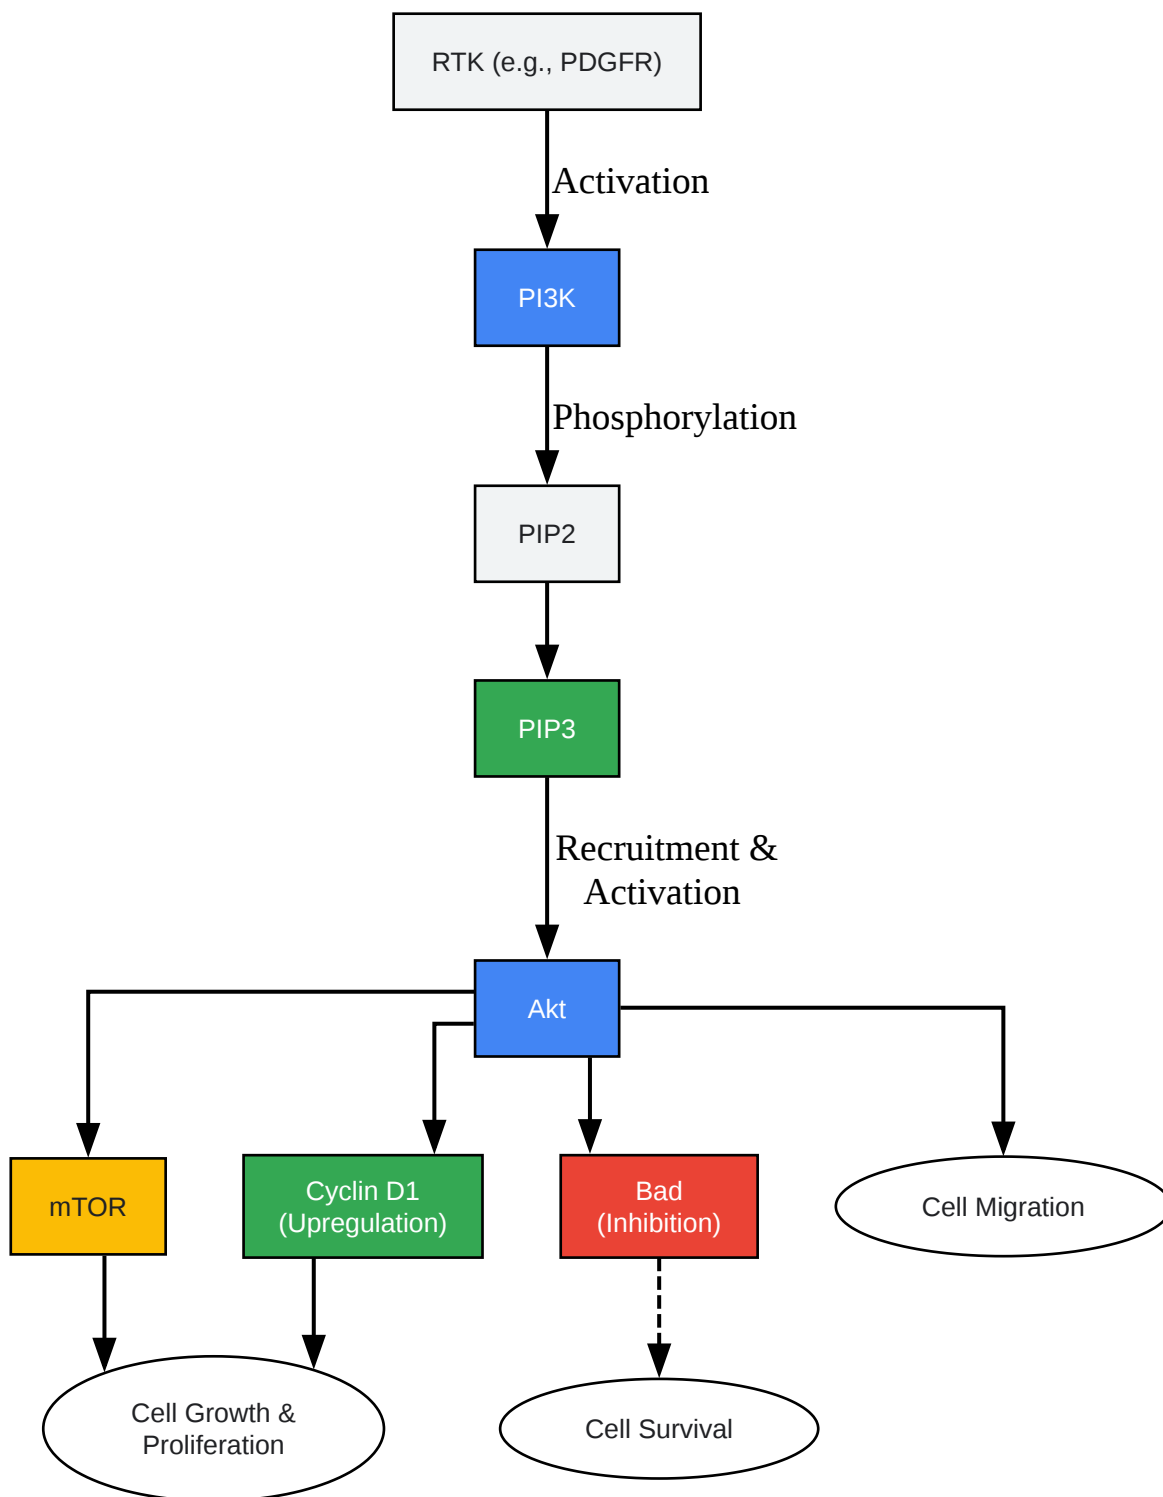 RTK (e.g., PDGFR)
Activation
PI3K
Phosphorylation
PIP2
PIP3
Recruitment &
Activation
Akt
mTOR
Cyclin D1
(Upregulation)
Bad
(Inhibition)
Cell Migration
Cell Growth &
Proliferation
Cell Survival